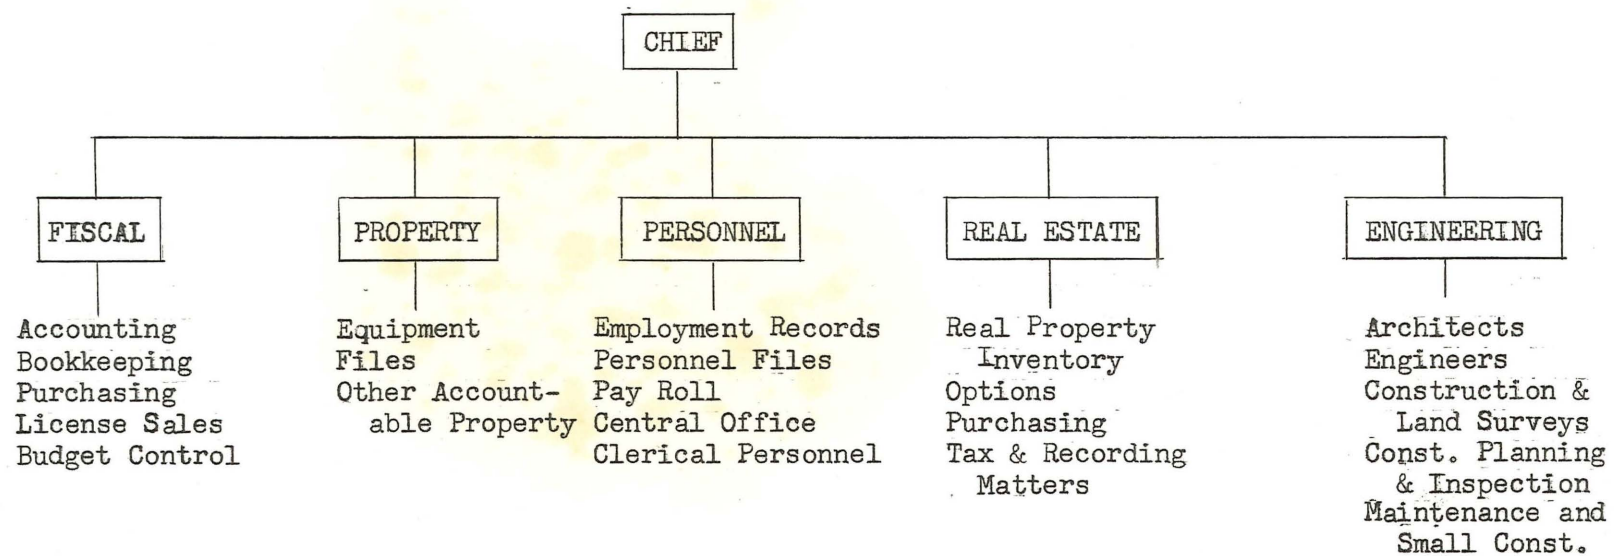 CHIEF
FISCAL
PROPERTY
PERSONNEL
REAL ESTATE
ENGINEERING
Accounting
Bookkeeping
Purchasing
License Sales
Budget Control
Equipment
Files
Other Account-
able Property
Employment Records
Personnel Files
Pay Roll
Central Office
Clerical Personnel
Real Property
Inventory
Options
Purchasing
Tax & Recording
Matters
Architects
Engineers
Construction &
Land Surveys
Const. Planning
& Inspection
Maintenance and
Small Const.